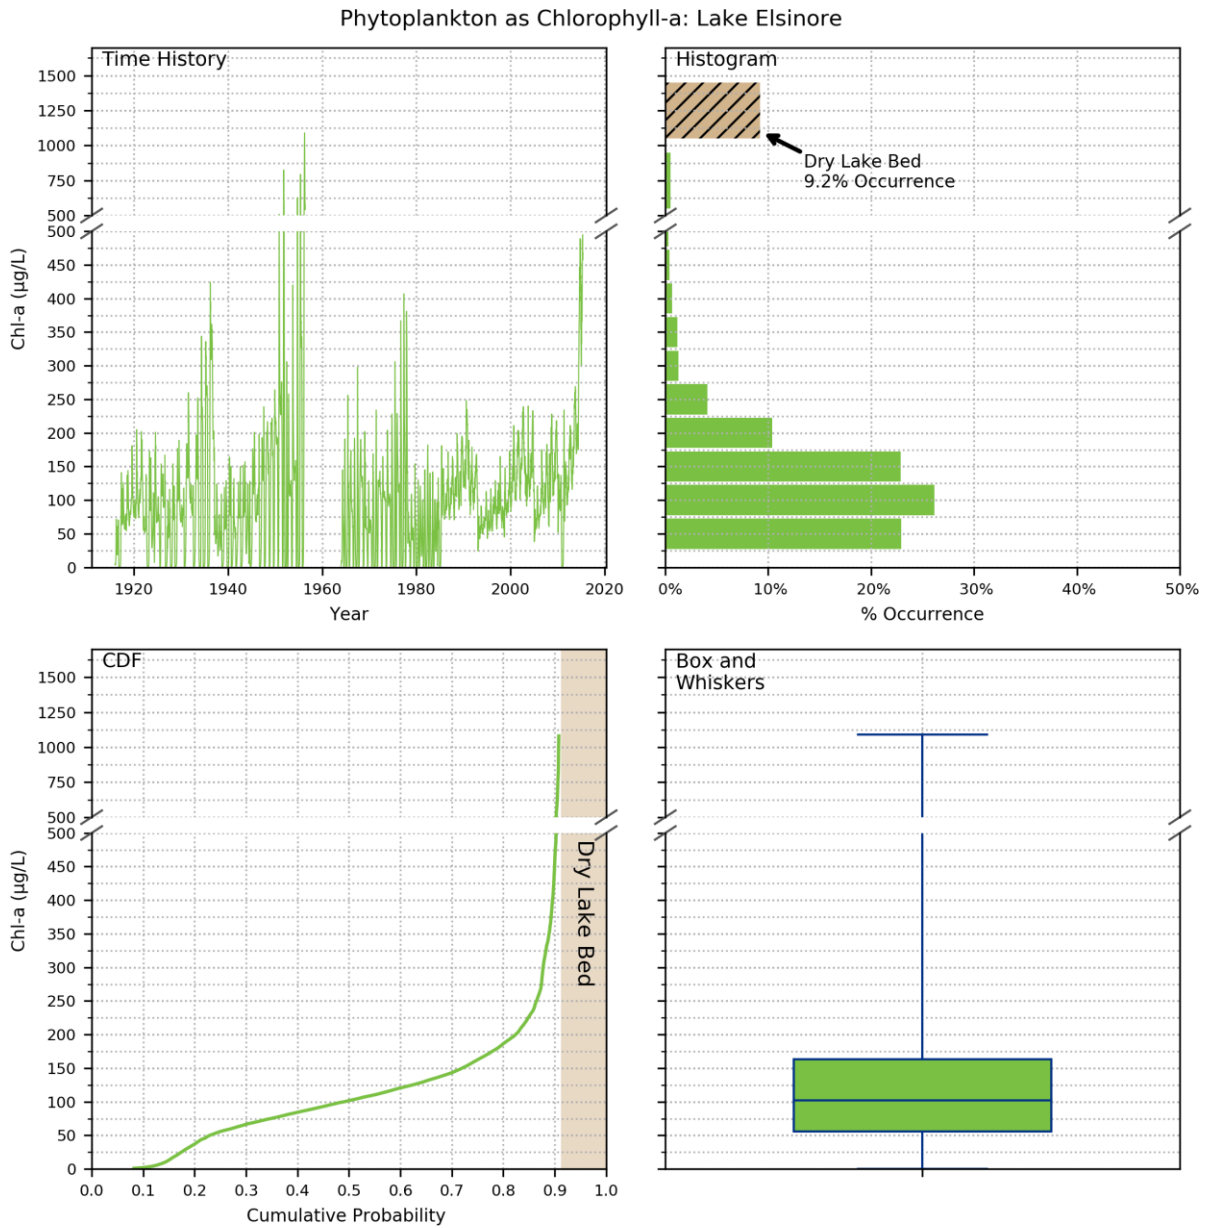 Phytoplankton as Chlorophyll-a: Lake Elsinore
Time History
1500
1250
1000
750
500
500
450
400
350
300
250
200
150
100
50
0
Chl-a (µg/L)
1920 1940 1960 1980 2000 2020
Year
Histogram
Dry Lake Bed
9.2% Occurrence
0% 10% 20% 30% 40% 50%
% Occurrence
CDF
1500
1250
1000
750
500
500
450
400
350
300
250
200
150
100
50
0
Chl-a (µg/L)
Dry Lake Bed
0.0 0.1 0.2 0.3 0.4 0.5 0.6 0.7 0.8 0.9 1.0
Cumulative Probability
Box and
Whiskers